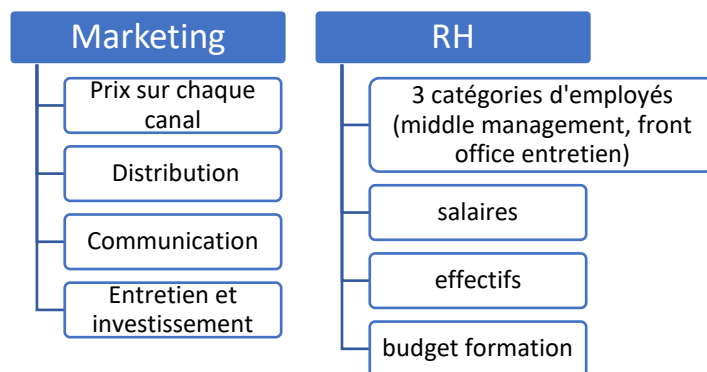 Marketing
Prix sur chaque
canal
Distribution
Communication
Entretien et
investissement
RH
3 catégories d'employés
(middle management, front
office entretien)
salaires
effectifs
budget formation